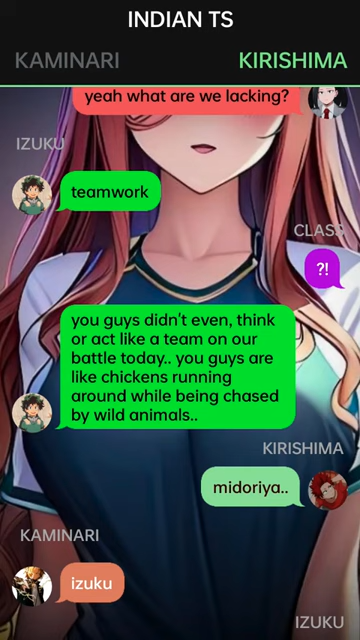 INDIAN TS
KAMINARI
KIRISHIMA
yeah what are we lacking?
IZUKU
teamwork
CLASS
?!
you guys didn't even, think
or act like a team on our
battle today.. you guys are
like chickens running
around while being chased
by wild animals..
KIRISHIMA
midoriya..
KAMINARI
izuku
IZUKU